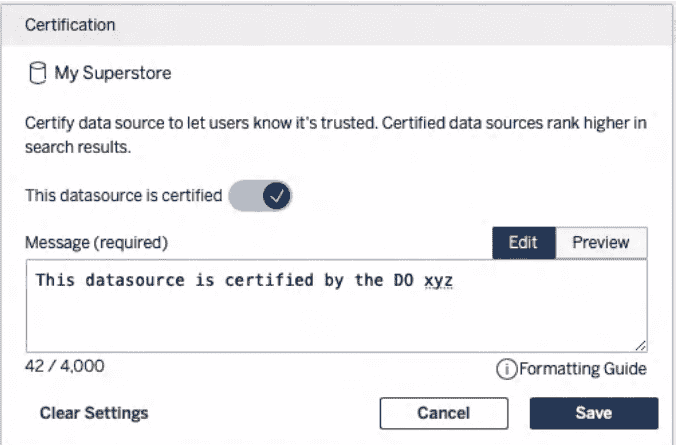 Certification
My Superstore
Certify data source to let users know it's trusted. Certified data sources rank higher in
search results.
This datasource is certified
Message (required)
Edit
Preview
This datasource is certified by the DO xyz
42 / 4,000
Formatting Guide
Clear Settings
Cancel
Save